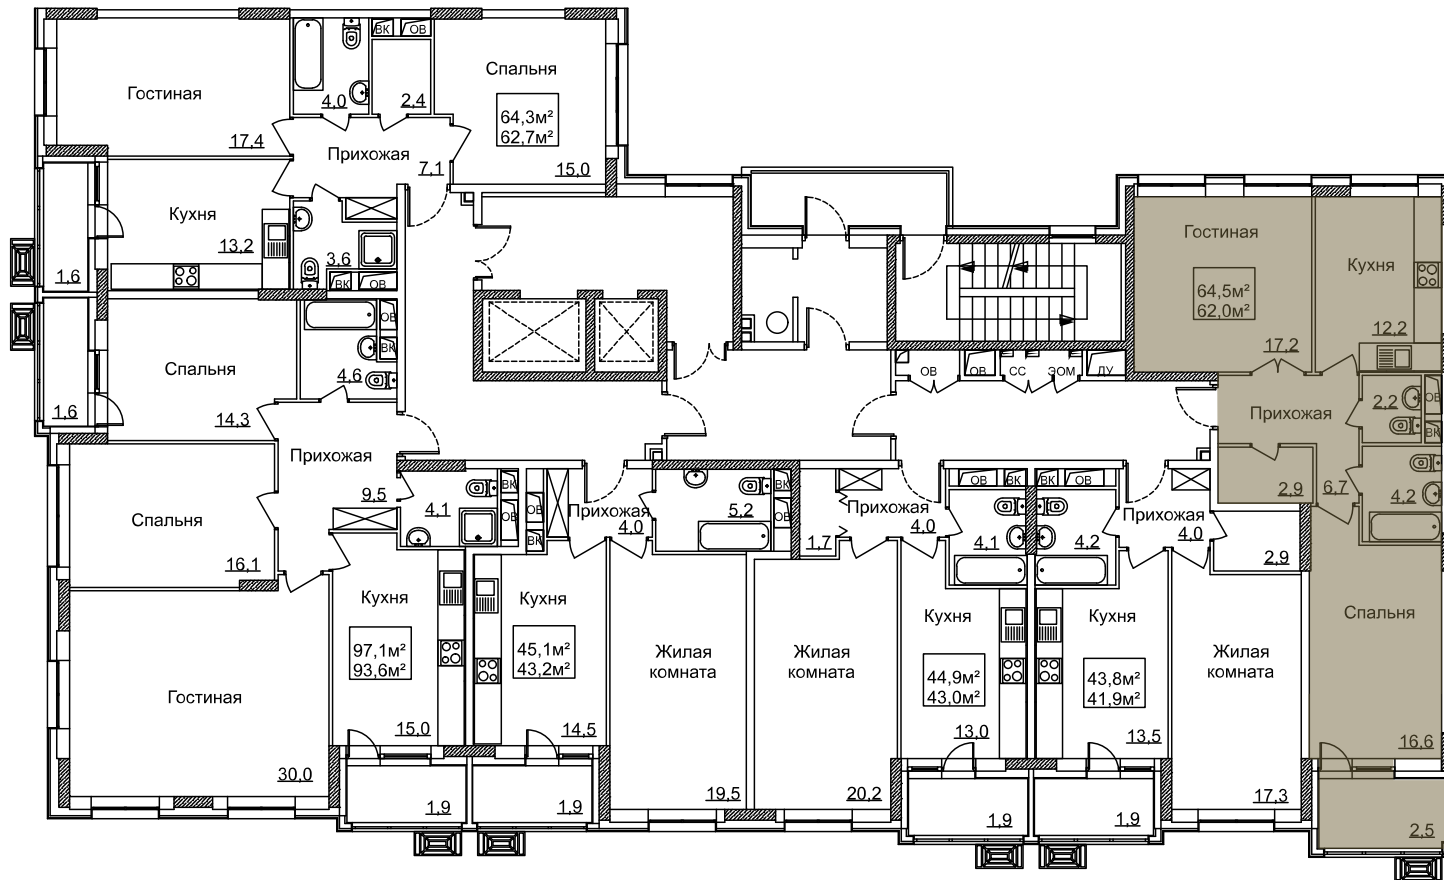 ВК
ОВ
Гостиная
17,4
4,0
2,4
Спальня
64,3м²
62,7м²
15,0
Прихожая
7,1
Кухня
13,2
3,6
ВК
ОВ
1,6
Спальня
14,3
4,6
ОВ
ВК
1,6
Прихожая
9,5
Спальня
16,1
Гостиная
30,0
Кухня
97,1м²
93,6м²
15,0
1,9
4,1
ВК
ОВ
ОВ
ВК
Прихожая
4,0
5,2
ВК
ОВ
Кухня
45,1м²
43,2м²
14,5
1,9
Жилая
комната
19,5
Прихожая
4,0
1,7
ОВ
ВК
4,1
Жилая
комната
20,2
Кухня
44,9м²
43,0м²
13,0
1,9
ВК
ОВ
4,2
Прихожая
4,0
2,9
Кухня
43,8м²
41,9м²
13,5
1,9
Жилая
комната
17,3
ОВ
ОВ
СС
ЭОМ
ДУ
Гостиная
64,5м²
62,0м²
17,2
Кухня
12,2
Прихожая
6,7
2,2
ОВ
ВК
2,9
4,2
Спальня
16,6
2,5